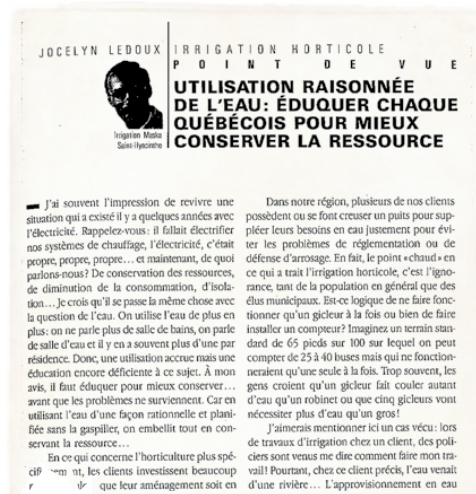 JOCELYN LEDOUX
IRRIGATION HORTICOLE
POINT DE VUE
UTILISATION RAISONNÉE
DE L'EAU: ÉDUQUER CHAQUE
QUÉBÉCOIS POUR MIEUX
CONSERVER LA RESSOURCE
Irrigation Maska
Saint-Hyacinthe
J'ai souvent l'impression de revivre une
situation qui a existé il y a quelques années avec
l'électricité. Rappelez-vous: il fallait électrifier
nos systèmes de chauffage, l'électricité, c'était
propre, propre, propre... et maintenant, de quoi
parlons-nous? De conservation des ressources,
de diminution de la consommation, d'isola-
tion... Je crois qu'il se passe la même chose avec
la question de l'eau. On utilise l'eau de plus en
plus: on ne parle plus de salle de bains, on parle
de salle d'eau et il y en a souvent plus d'une par
résidence. Donc, une utilisation accrue mais une
éducation encore déficiente à ce sujet. À mon
avis, il faut éduquer pour mieux conserver...
avant que les problèmes ne surviennent. Car en
utilisant l'eau d'une façon rationnelle et plani-
fiée sans la gaspiller, on embellit tout en con-
servant la ressource...
En ce qui concerne l'horticulture plus spé-
les clients investissent beaucoup
que leur aménagement soit en
Dans notre région, plusieurs de nos clients
possèdent ou se font creuser un puits pour sup-
pléer leurs besoins en eau justement pour évi-
ter les problèmes de réglementation ou de
défense d'arrosage. En fait, le point «chaud» en
ce qui a trait l'irrigation horticole, c'est l'igno-
rance, tant de la population en général que des
élus municipaux. Est-ce logique de ne faire fonc-
tionner qu'un gicleur à la fois ou bien de faire
installer un compteur? Imaginez un terrain stan-
dard de 65 pieds sur 100 sur lequel on peut
compter de 25 à 40 buses mais qui ne fonction-
neraient qu'une seule à la fois. Trop souvent, les
gens croient qu'un gicleur fait couler autant
d'eau qu'un robinet ou que cinq gicleurs vont
nécessiter plus d'eau qu'un gros!
J'aimerais mentionner ici un cas vécu: lors
de travaux d'irrigation chez un client, des poli-
ciers sont venus me dire comment faire mon tra-
vail! Pourtant, chez ce client précis, l'eau venait
d'une rivière... L'approvisionnement en eau